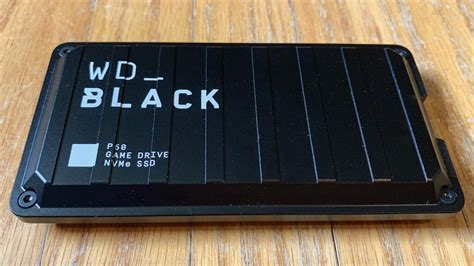 WD_
BLACK
P50
GAME DRIVE
NVMe SSD